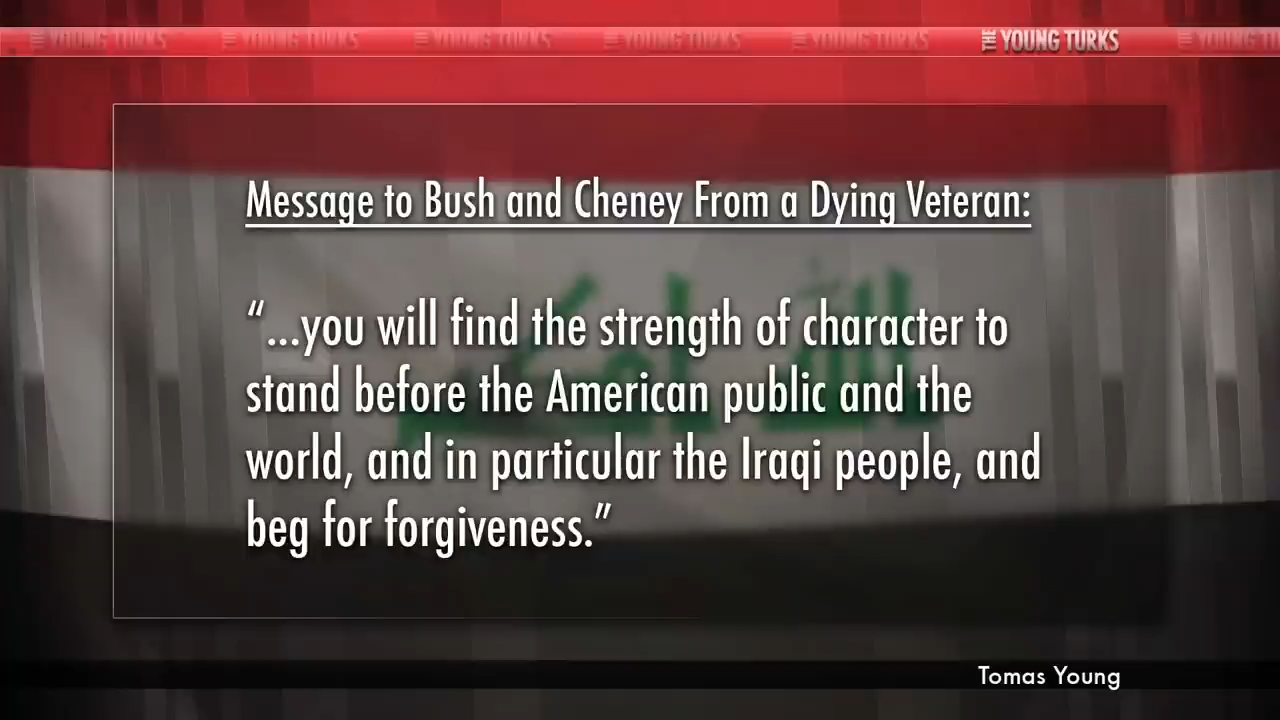 THE YOUNG TURKS
Message to Bush and Cheney From a Dying Veteran:
“...you will find the strength of character to
stand before the American public and the
world, and in particular the Iraqi people, and
beg for forgiveness.”
الله اكبر
Tomas Young